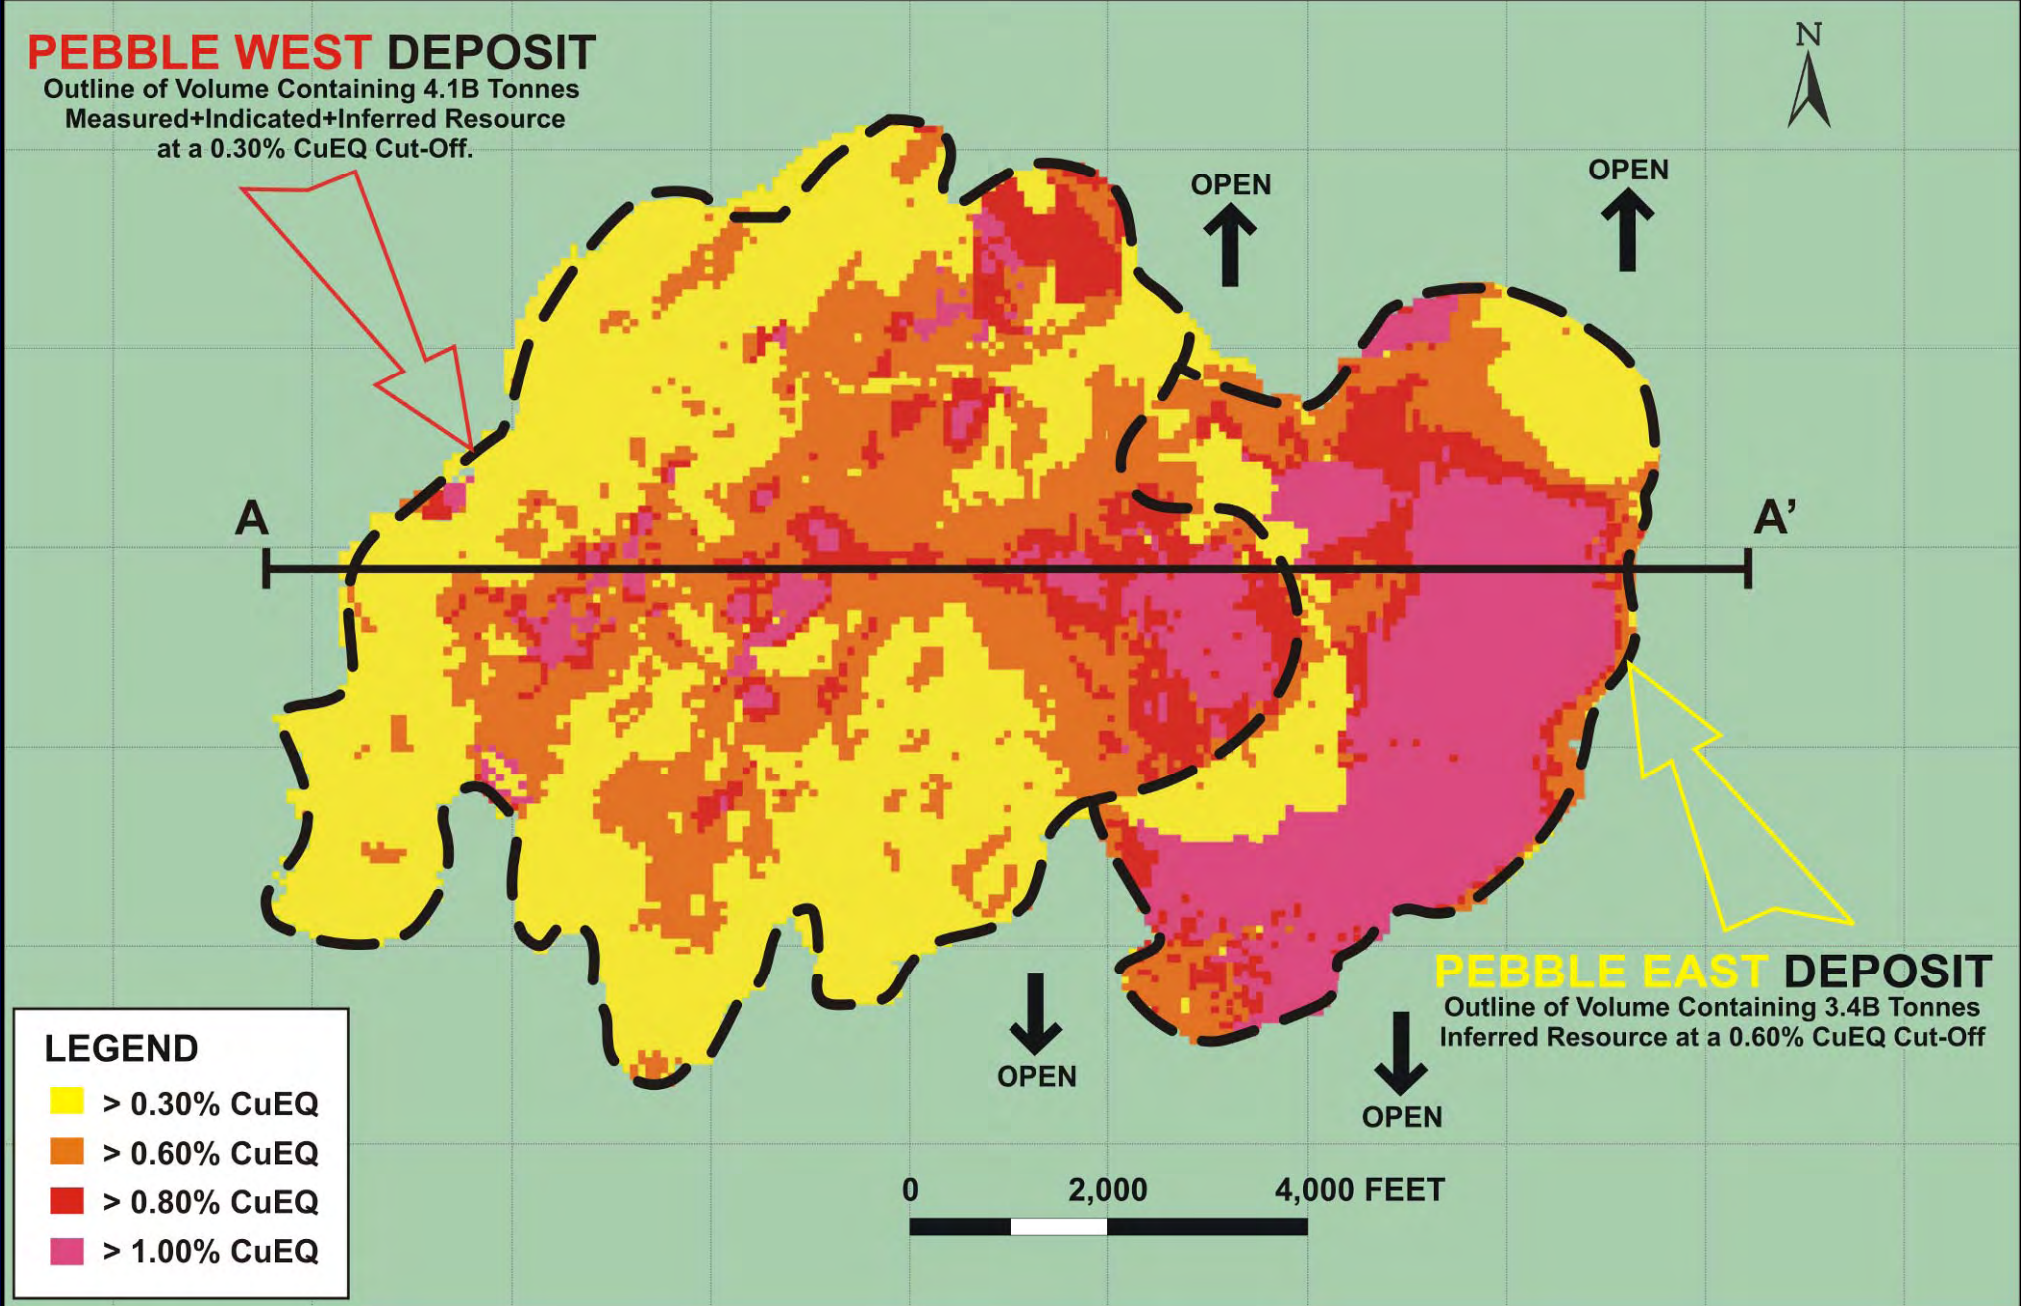 PEBBLE WEST DEPOSIT
Outline of Volume Containing 4.1B Tonnes
Measured+Indicated+Inferred Resource
at a 0.30% CuEQ Cut-Off.
N
OPEN
OPEN
A
A’
PEBBLE EAST DEPOSIT
Outline of Volume Containing 3.4B Tonnes
Inferred Resource at a 0.60% CuEQ Cut-Off
OPEN
OPEN
LEGEND
> 0.30% CuEQ
> 0.60% CuEQ
> 0.80% CuEQ
> 1.00% CuEQ
0 2,000 4,000 FEET